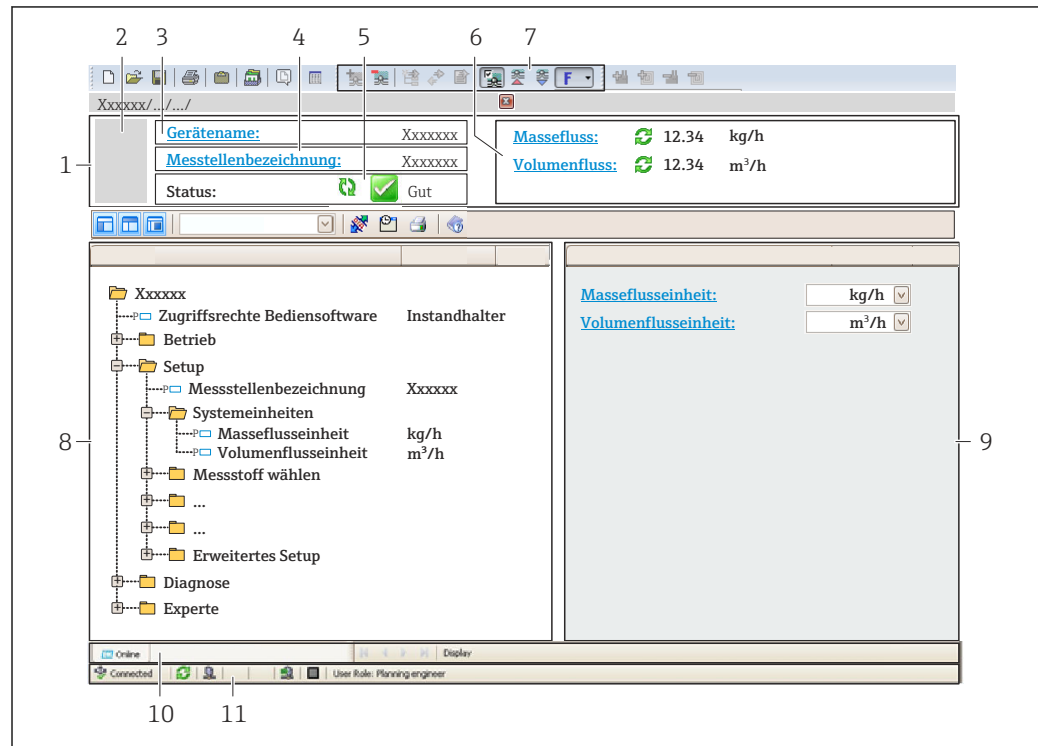 2 3 4 5 6 7
F
Xxxxxx/.../.../
1
Gerätename: Xxxxxxx
Messtellenbezeichnung: Xxxxxxx
Status: Gut
Massefluss: 12.34 kg/h
Volumenfluss: 12.34 m³/h
8
Xxxxxx
P Zugriffsrechte Bediensoftware Instandhalter
Betrieb
Setup
P Messstellenbezeichnung Xxxxxx
Systemeinheiten
P Masseflusseinheit kg/h
P Volumenflusseinheit m³/h
Messstoff wählen
...
...
Erweitertes Setup
Diagnose
Experte
Masseflusseinheit: kg/h
Volumenflusseinheit: m³/h
9
Online Display
Connected User Role: Planning engineer
10 11